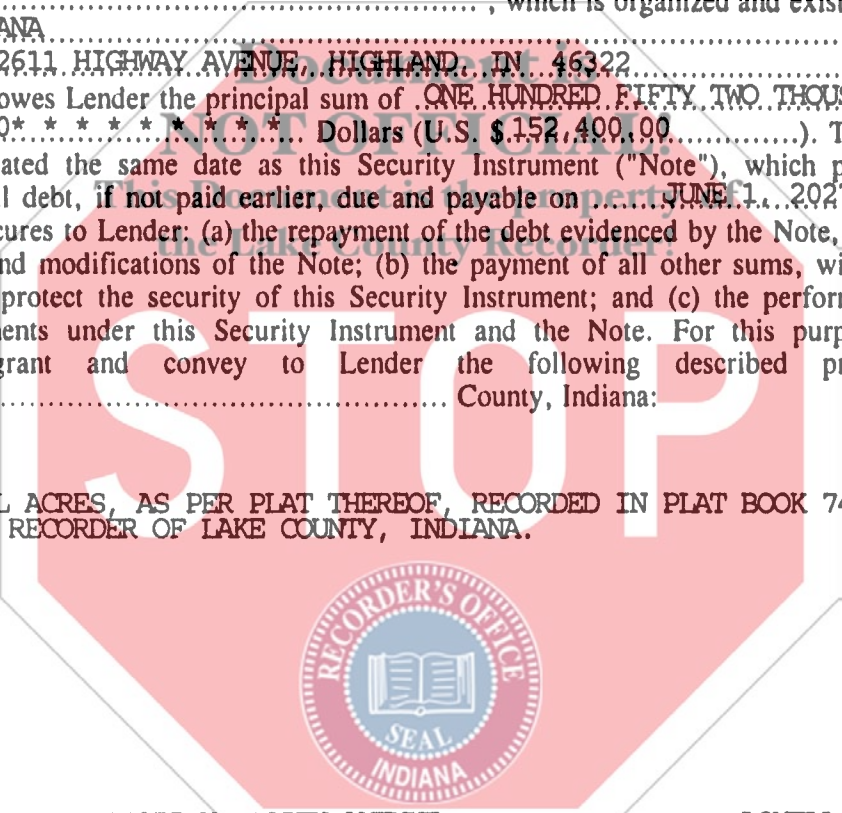 , which is organized and exist
ANA
2611 HIGHWAY AVENUE, HIGHLAND, IN 46322
owes Lender the principal sum of ONE HUNDRED FIFTY TWO THOUS
0* * * * * * * * * Dollars (U.S. $ 152,400.00 ). T
ated the same date as this Security Instrument ("Note"), which p
l debt, if not paid earlier, due and payable on JUNE 1, 202
cures to Lender: (a) the repayment of the debt evidenced by the Note,
nd modifications of the Note; (b) the payment of all other sums, wi
protect the security of this Security Instrument; and (c) the perform
ents under this Security Instrument and the Note. For this purp
grant and convey to Lender the following described pr
County, Indiana:
L ACRES, AS PER PLAT THEREOF, RECORDED IN PLAT BOOK 74
RECORDER OF LAKE COUNTY, INDIANA.
Document is
NOT OFFICIAL!
This Document is the property of
the Lake County Recorder!
STOP
RECORDER'S OFFICE
SEAL
INDIANA